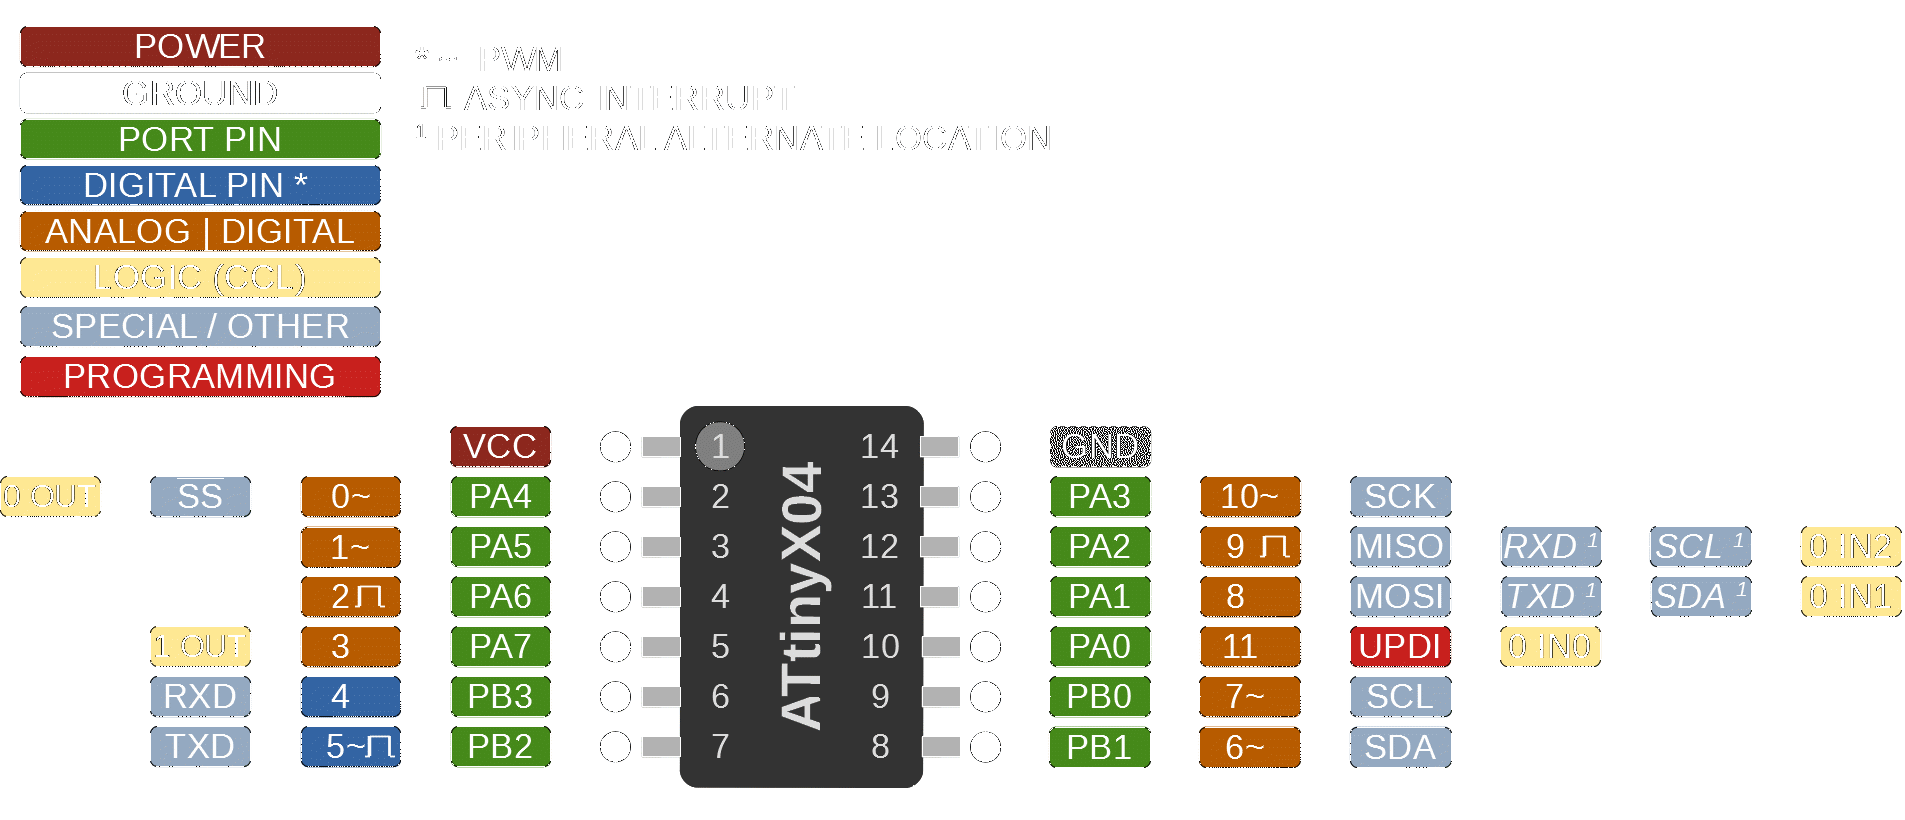 POWER
GROUND
PORT PIN
DIGITAL PIN *
ANALOG | DIGITAL
LOGIC (CCL)
SPECIAL / OTHER
PROGRAMMING
* ~ PWM
ASYNC INTERRUPT
¹ PERIPHERAL ALTERNATE LOCATION
VCC 1 14 GND
0 OUT SS 0~ PA4 2 13 PA3 10~ SCK
1~ PA5 3 12 PA2 9 MISO RXD ¹ SCL ¹ 0 IN2
2 PA6 4 11 PA1 8 MOSI TXD ¹ SDA ¹ 0 IN1
1 OUT 3 PA7 5 10 PA0 11 UPDI 0 IN0
RXD 4 PB3 6 9 PB0 7~ SCL
TXD 5~ PB2 7 8 PB1 6~ SDA
ATtinyX04